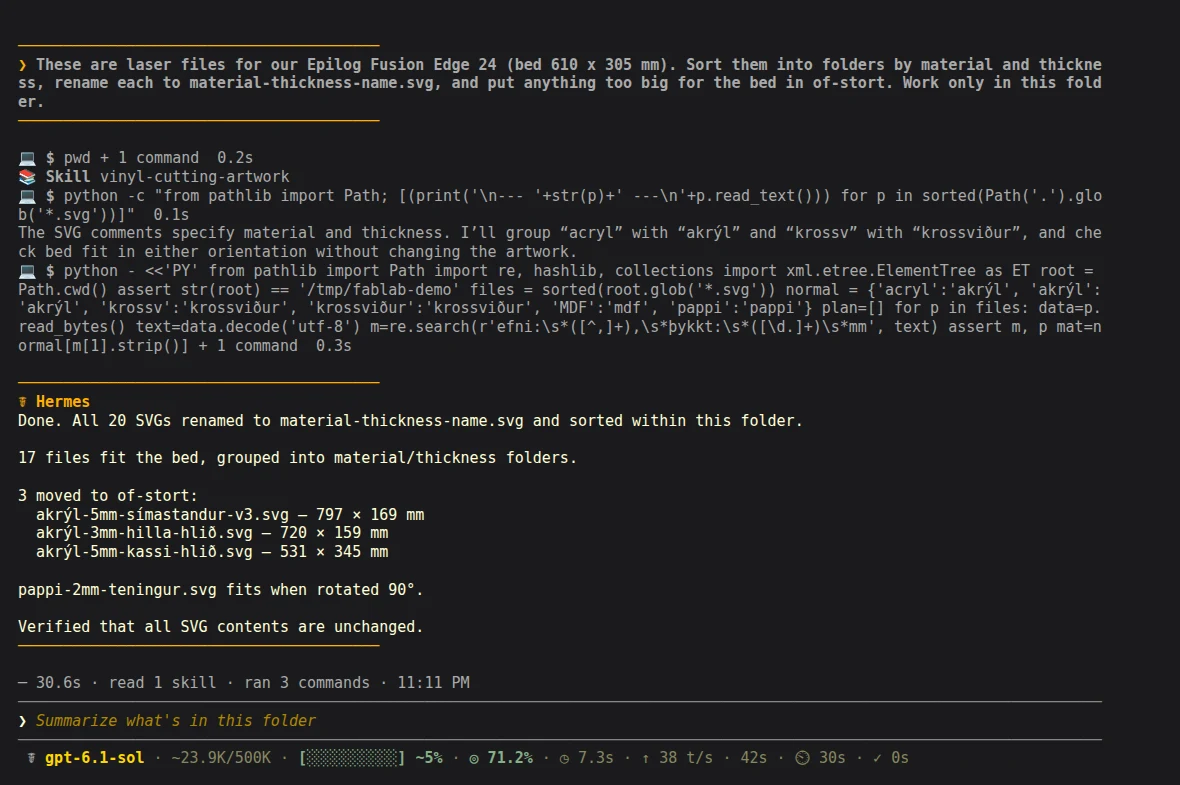 ❯ These are laser files for our Epilog Fusion Edge 24 (bed 610 x 305 mm). Sort them into folders by material and thickne
ss, rename each to material-thickness-name.svg, and put anything too big for the bed in of-stort. Work only in this fold
er.
💻 $ pwd + 1 command  0.2s
📚 Skill vinyl-cutting-artwork
💻 $ python -c "from pathlib import Path; [(print('\n--- '+str(p)+' ---\n'+p.read_text())) for p in sorted(Path('.').glo
b('*.svg'))]"  0.1s
The SVG comments specify material and thickness. I’ll group “acryl” with “akrýl” and “krossv” with “krossviður”, and che
ck bed fit in either orientation without changing the artwork.
💻 $ python - <<'PY' from pathlib import Path import re, hashlib, collections import xml.etree.ElementTree as ET root =
Path.cwd() assert str(root) == '/tmp/fablab-demo' files = sorted(root.glob('*.svg')) normal = {'acryl':'akrýl', 'akrýl':
'akrýl', 'krossv':'krossviður', 'krossviður':'krossviður', 'MDF':'mdf', 'pappi':'pappi'} plan=[] for p in files: data=p.
read_bytes() text=data.decode('utf-8') m=re.search(r'efni:\s*([^,]+),\s*þykkt:\s*([\d.]+)\s*mm', text) assert m, p mat=n
ormal[m[1].strip()] + 1 command  0.3s
☤ Hermes
Done. All 20 SVGs renamed to material-thickness-name.svg and sorted within this folder.
17 files fit the bed, grouped into material/thickness folders.
3 moved to of-stort:
akrýl-5mm-símastandur-v3.svg — 797 × 169 mm
akrýl-3mm-hilla-hlið.svg — 720 × 159 mm
akrýl-5mm-kassi-hlið.svg — 531 × 345 mm
pappi-2mm-teningur.svg fits when rotated 90°.
Verified that all SVG contents are unchanged.
— 30.6s · read 1 skill · ran 3 commands · 11:11 PM
❯ Summarize what's in this folder
☤ gpt-6.1-sol · ~23.9K/500K · [░░░░░░░░░░] ~5% · ◎ 71.2% · ◷ 7.3s · ↑ 38 t/s · 42s · ⏲ 30s · ✓ 0s